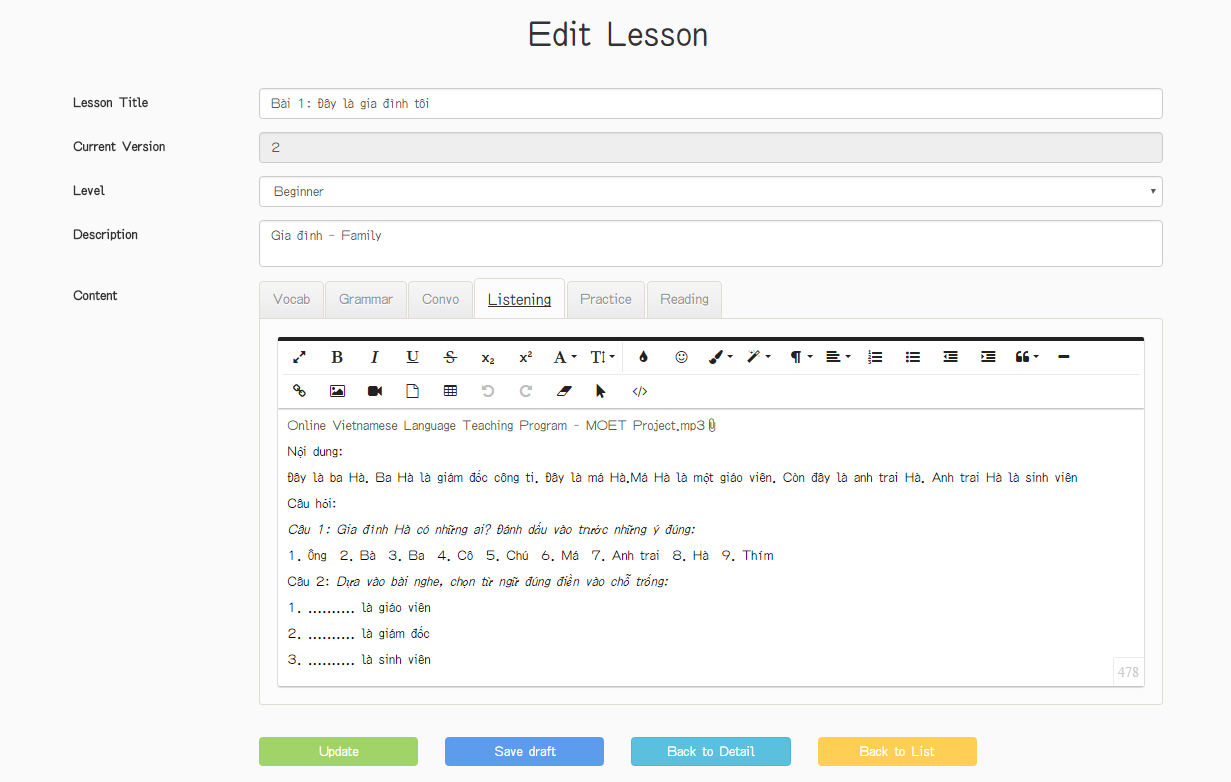 Edit Lesson
Lesson Title
Bài 1: Đây là gia đình tôi
Current Version
2
Level
Beginner
Description
Gia đình - Family
Content
Vocab Grammar Convo Listening Practice Reading
Online Vietnamese Language Teaching Program - MOET Project.mp3
Nội dung:
Đây là ba Hà. Ba Hà là giám đốc công ti. Đây là má Hà.Má Hà là một giáo viên. Còn đây là anh trai Hà. Anh trai Hà là sinh viên
Câu hỏi:
Câu 1: Gia đình Hà có những ai? Đánh dấu vào trước những ý đúng:
1. Ông 2. Bà 3. Ba 4. Cô 5. Chú 6. Má 7. Anh trai 8. Hà 9. Thím
Câu 2: Dựa vào bài nghe, chọn từ ngữ đúng điền vào chỗ trống:
1. .......... là giáo viên
2. .......... là giám đốc
3. .......... là sinh viên
478
Update Save draft Back to Detail Back to List